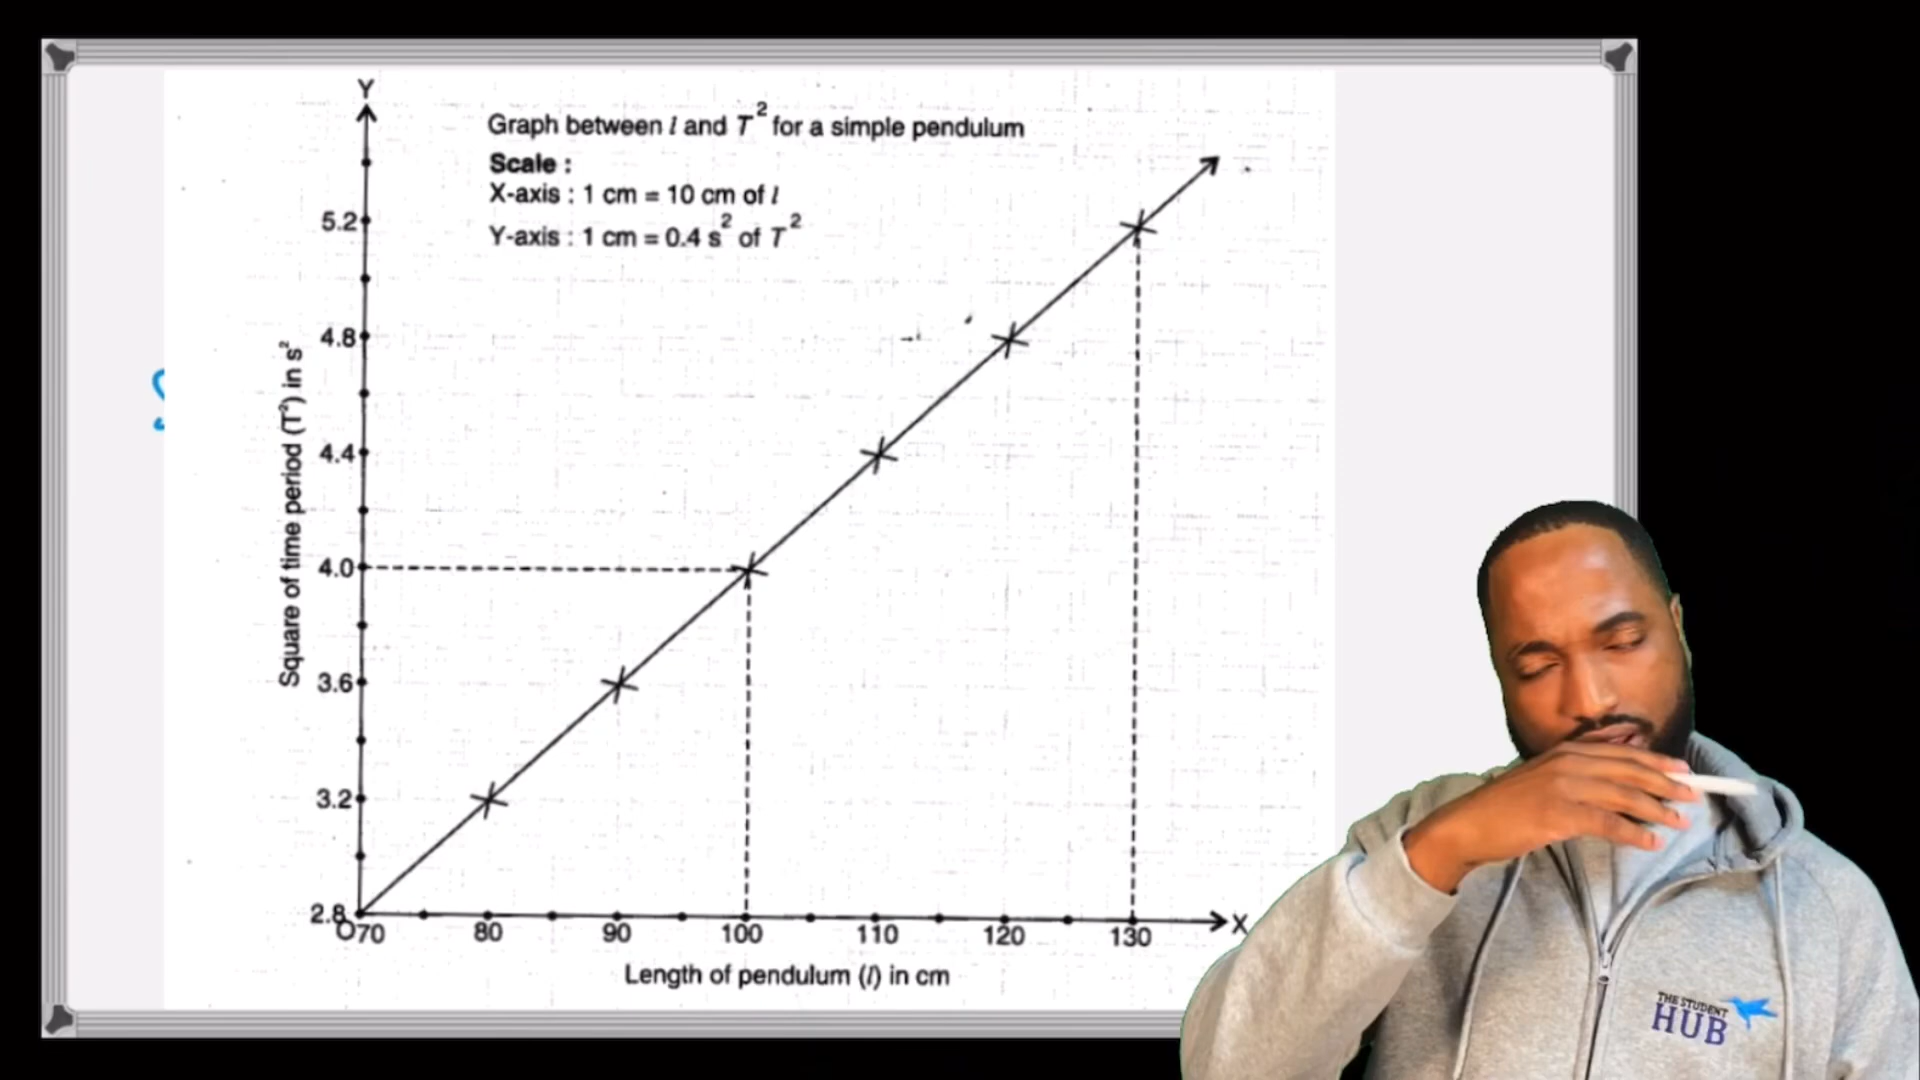 Y
Graph between l and T² for a simple pendulum
Scale :
X-axis : 1 cm = 10 cm of l
Y-axis : 1 cm = 0.4 s² of T²
5.2
4.8
4.4
4.0
3.6
3.2
2.8
Square of time period (T²) in s²
O 70 80 90 100 110 120 130 X
Length of pendulum (l) in cm
THE STUDENT
HUB